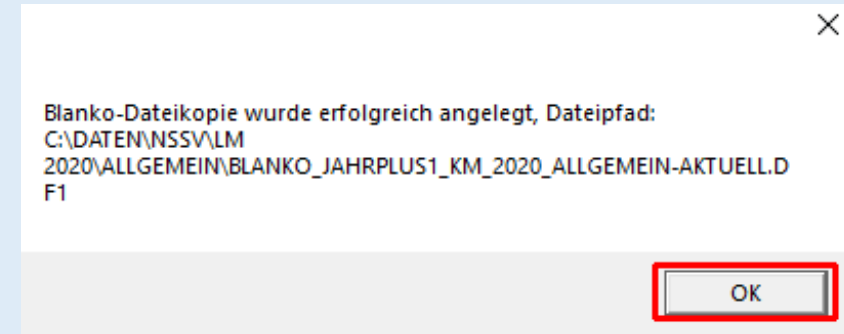 Blanko-Dateikopie wurde erfolgreich angelegt, Dateipfad:
C:\DATEN\NSSV\LM
2020\ALLGEMEIN\BLANKO_JAHRPLUS1_KM_2020_ALLGEMEIN-AKTUELL.D
F1
OK